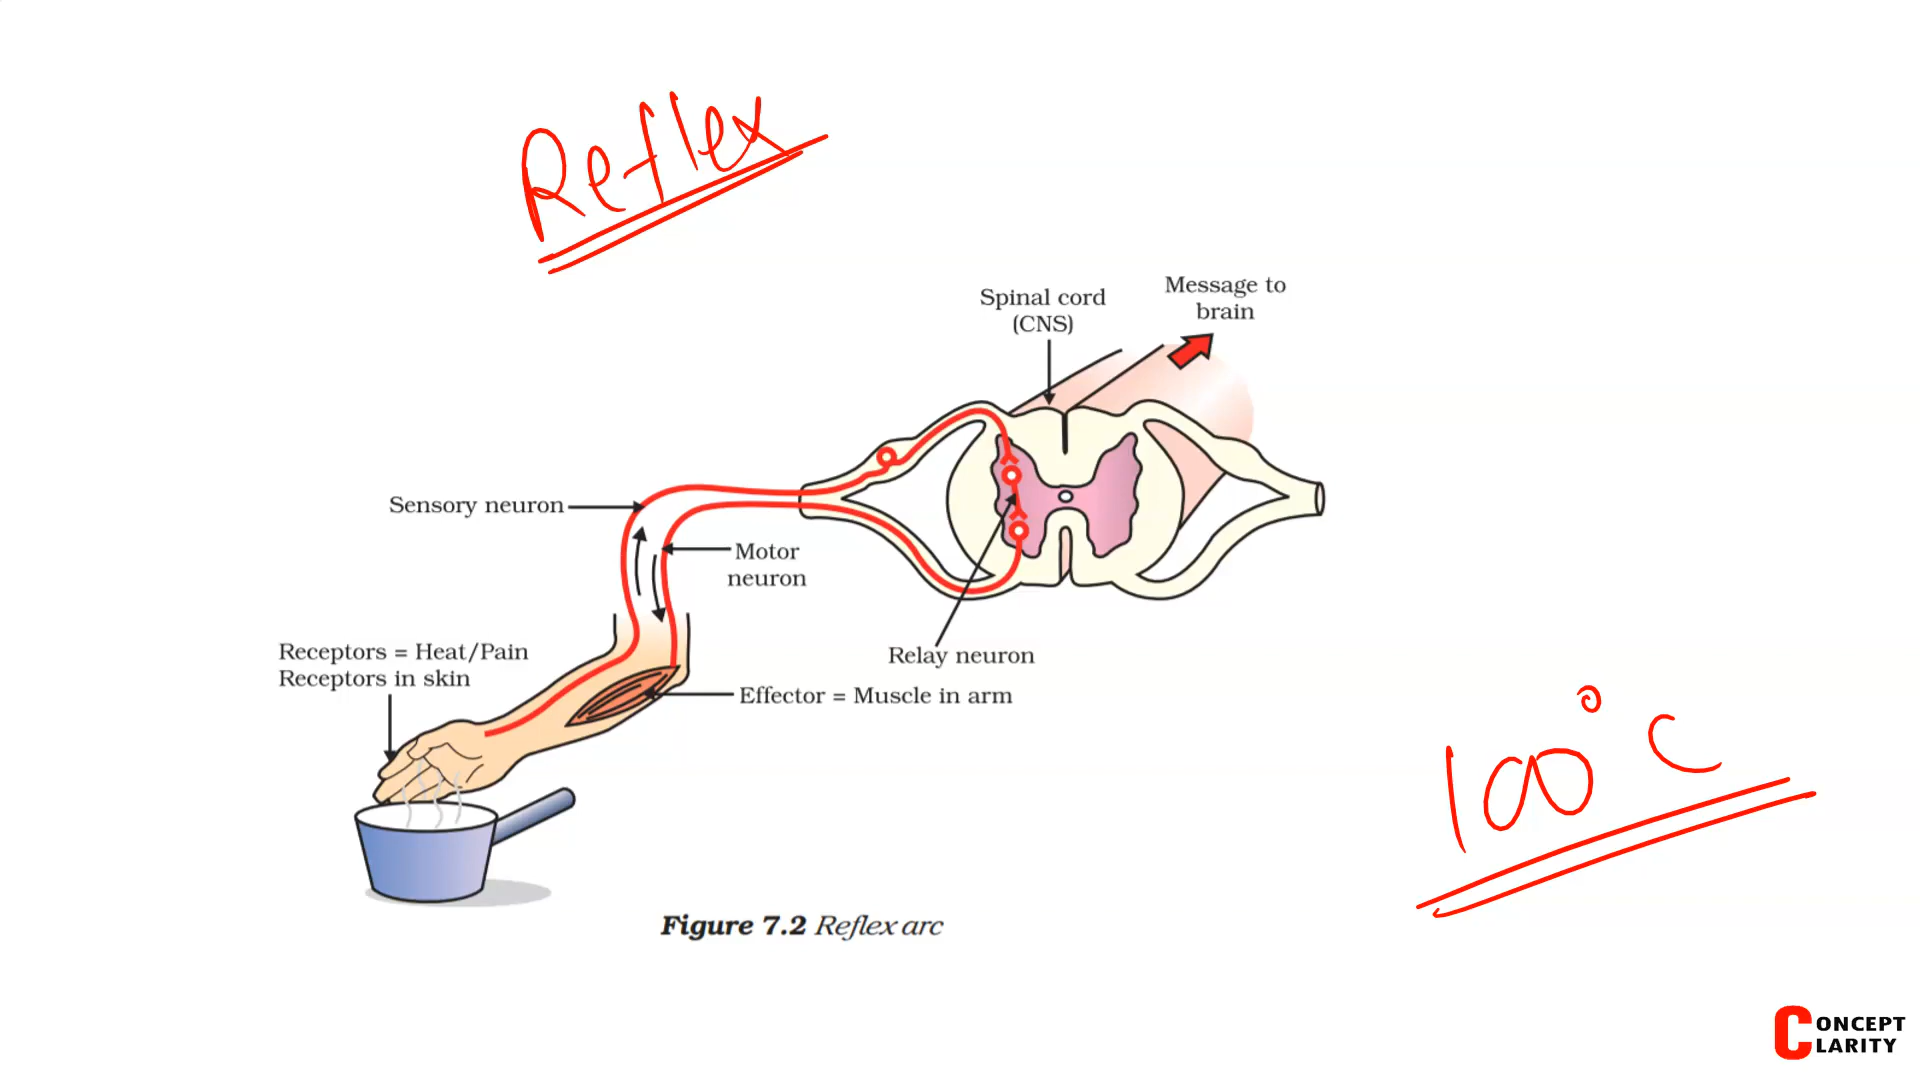 Reflex
Spinal cord
(CNS)
Message to
brain
Sensory neuron
Motor
neuron
Receptors = Heat/Pain
Receptors in skin
Relay neuron
Effector = Muscle in arm
100°C
Figure 7.2 Reflex arc
CONCEPT
CLARITY